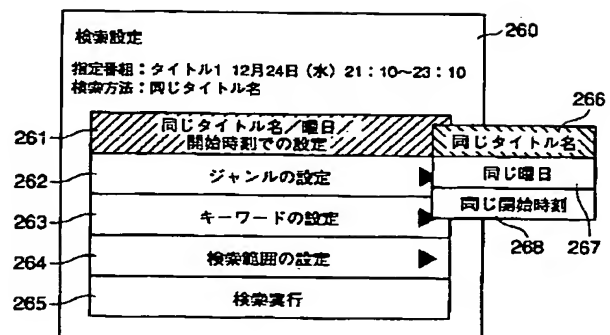 検索設定
260
指定番組：タイトル1 12月24日（水）21：10〜23：10
検索方法：同じタイトル名
266
261
同じタイトル名／曜日／
開始時刻での設定
同じタイトル名
262
ジャンルの設定
同じ曜日
263
キーワードの設定
同じ開始時刻
267
268
264
検索範囲の設定
265
検索実行